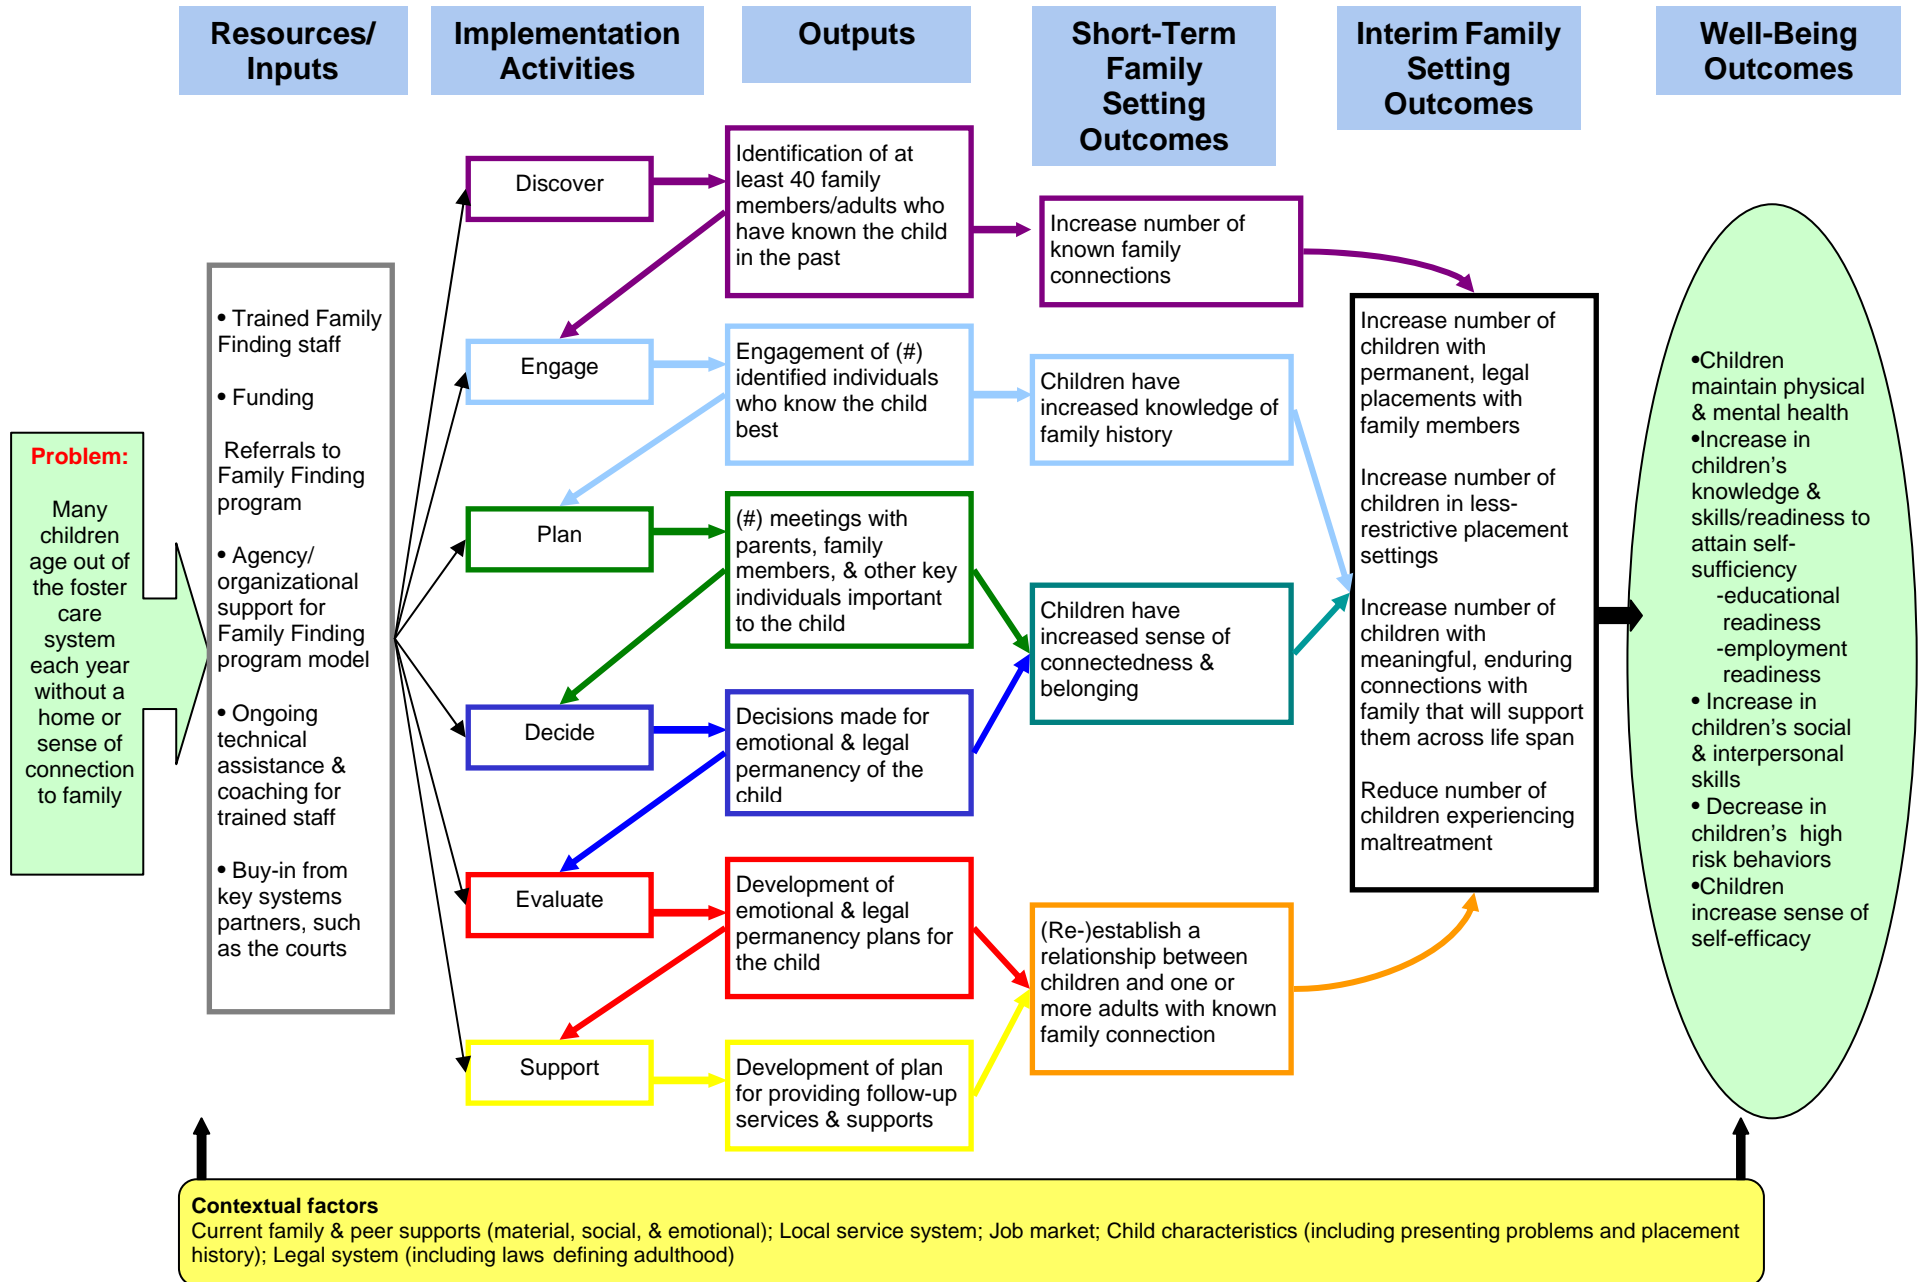 Resources/
Inputs
Implementation
Activities
Outputs
Short-Term
Family
Setting
Outcomes
Interim Family
Setting
Outcomes
Well-Being
Outcomes
Problem:
Many
children
age out of
the foster
care
system
each year
without a
home or
sense of
connection
to family
• Trained Family
Finding staff
• Funding
Referrals to
Family Finding
program
• Agency/
organizational
support for
Family Finding
program model
• Ongoing
technical
assistance &
coaching for
trained staff
• Buy-in from
key systems
partners, such
as the courts
Discover
Engage
Plan
Decide
Evaluate
Support
Identification of at
least 40 family
members/adults who
have known the child
in the past
Engagement of (#)
identified individuals
who know the child
best
(#) meetings with
parents, family
members, & other key
individuals important
to the child
Decisions made for
emotional & legal
permanency of the
child
Development of
emotional & legal
permanency plans for
the child
Development of plan
for providing follow-up
services & supports
Increase number of
known family
connections
Children have
increased knowledge of
family history
Children have
increased sense of
connectedness &
belonging
(Re-)establish a
relationship between
children and one or
more adults with known
family connection
Increase number of
children with
permanent, legal
placements with
family members
Increase number of
children in less-
restrictive placement
settings
Increase number of
children with
meaningful, enduring
connections with
family that will support
them across life span
Reduce number of
children experiencing
maltreatment
•Children
maintain physical
& mental health
•Increase in
children’s
knowledge &
skills/readiness to
attain self-
sufficiency
-educational
readiness
-employment
readiness
• Increase in
children’s social
& interpersonal
skills
• Decrease in
children’s high
risk behaviors
•Children
increase sense of
self-efficacy
Contextual factors
Current family & peer supports (material, social, & emotional); Local service system; Job market; Child characteristics (including presenting problems and placement
history); Legal system (including laws defining adulthood)